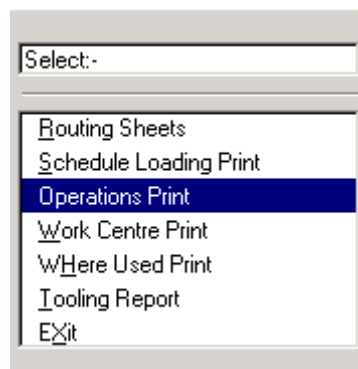 Select:-
Routing Sheets
Schedule Loading Print
Operations Print
Work Centre Print
WHere Used Print
Tooling Report
EXit